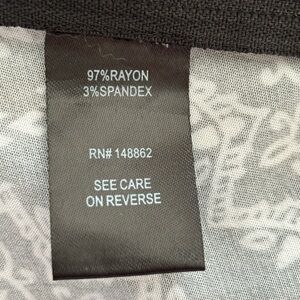 97%RAYON
3%SPANDEX
RN# 148862
SEE CARE
ON REVERSE